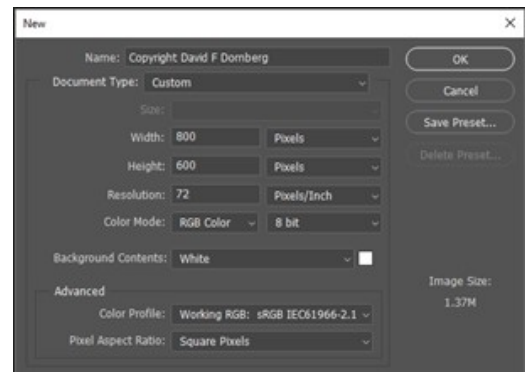 New
Name: Copyright David F Dornberg
OK
Document Type: Custom
Cancel
Size:
Save Preset...
Width: 800 Pixels
Delete Preset...
Height: 600 Pixels
Resolution: 72 Pixels/Inch
Color Mode: RGB Color 8 bit
Background Contents: White
Image Size:
1.37M
Advanced
Color Profile: Working RGB: sRGB IEC61966-2.1
Pixel Aspect Ratio: Square Pixels